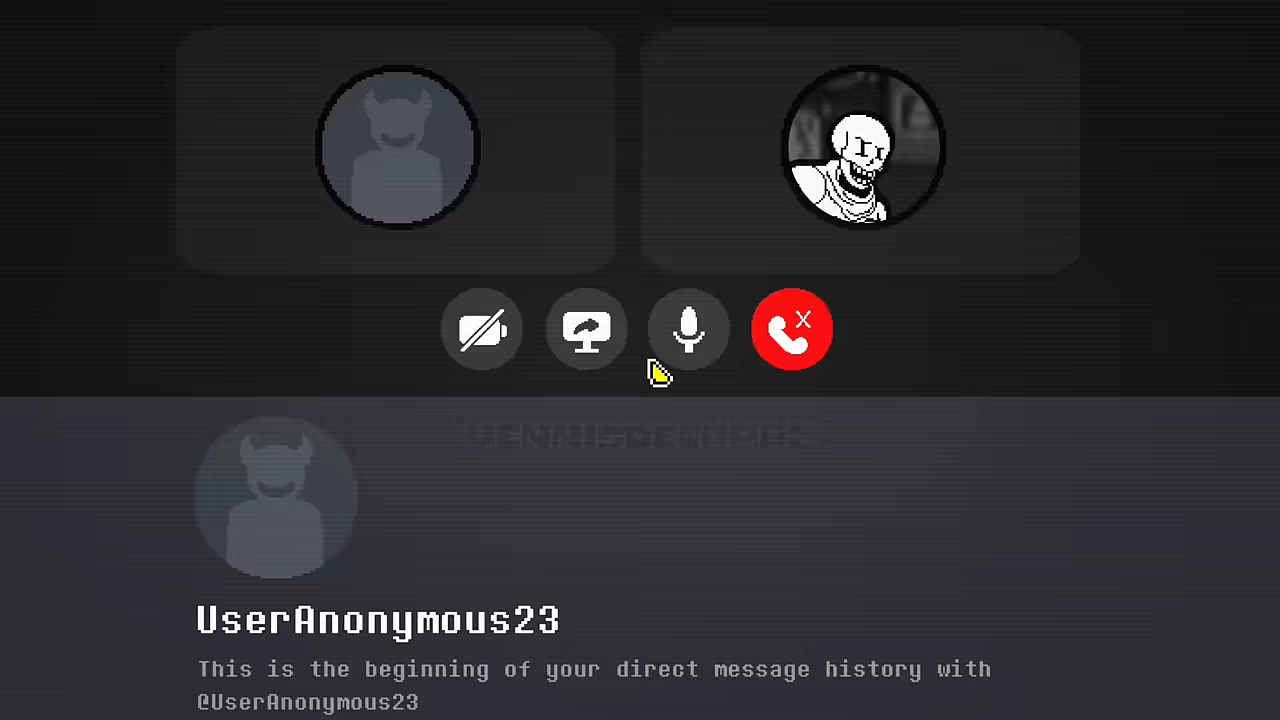 UserAnonymous23
This is the beginning of your direct message history with
@UserAnonymous23